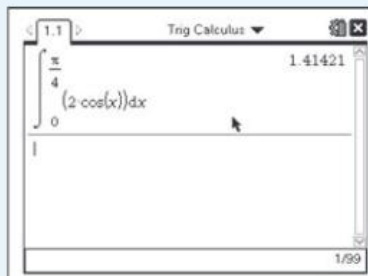 1.1 Trig Calculus
π
4
∫ (2·cos(x))dx 1.41421
0
1/99